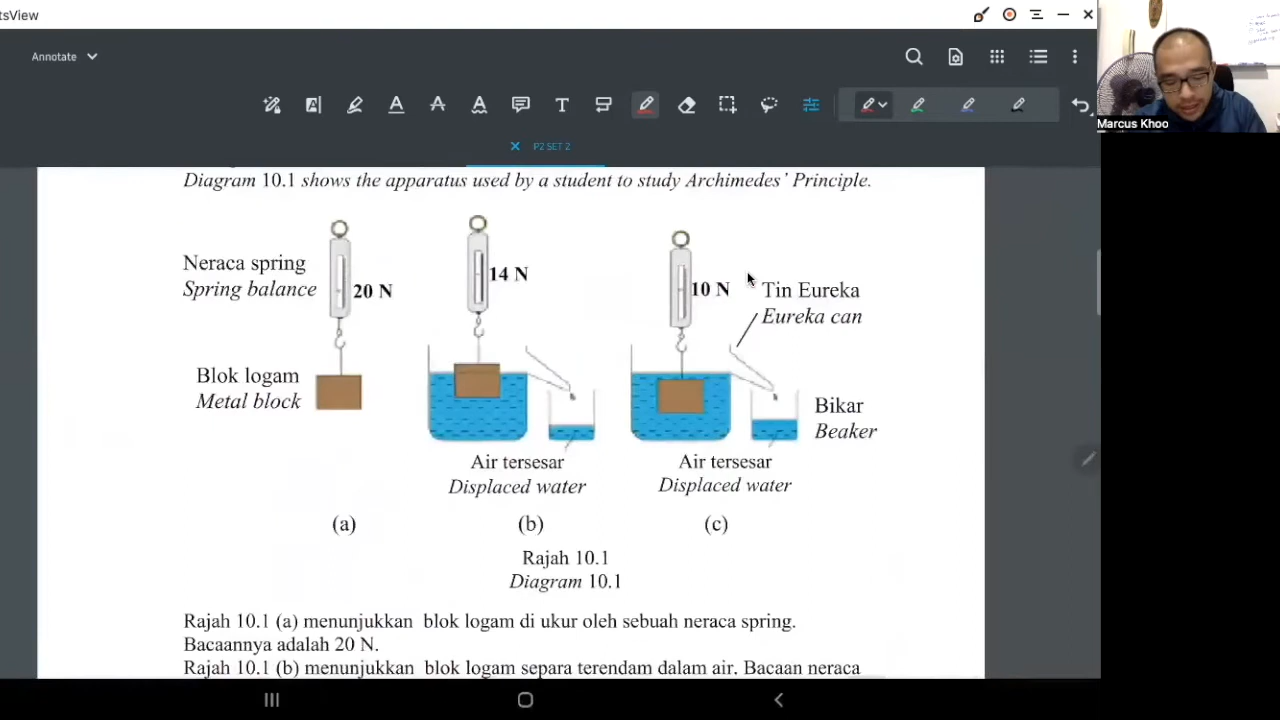 tsView
Annotate
P2 SET 2
Marcus Khoo
Diagram 10.1 shows the apparatus used by a student to study Archimedes' Principle.
Neraca spring
Spring balance
20 N
14 N
10 N
Tin Eureka
Eureka can
Blok logam
Metal block
Bikar
Beaker
Air tersesar
Displaced water
Air tersesar
Displaced water
(a)
(b)
(c)
Rajah 10.1
Diagram 10.1
Rajah 10.1 (a) menunjukkan blok logam di ukur oleh sebuah neraca spring.
Bacaannya adalah 20 N.
Rajah 10.1 (b) menunjukkan blok logam separa terendam dalam air. Bacaan neraca